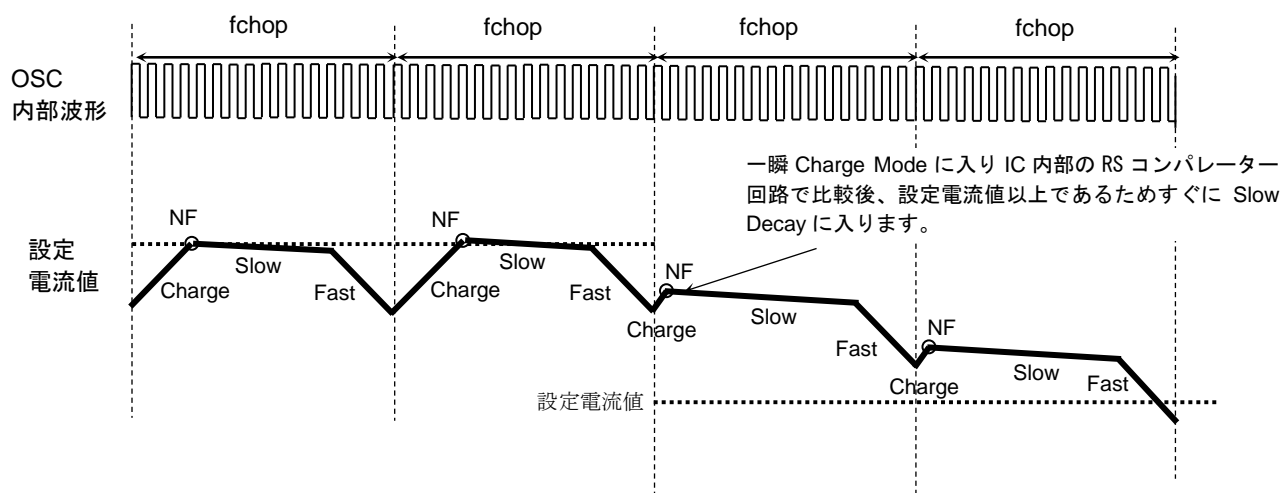 fchop
fchop
fchop
fchop
OSC
内部波形
一瞬 Charge Mode に入り IC 内部の RS コンパレーター
回路で比較後、設定電流値以上であるためすぐに Slow
Decay に入ります。
NF
NF
設定
電流値
Slow
Slow
NF
Charge
Fast
Charge
Fast
Charge
Slow
NF
Fast
Slow
Charge
Fast
設定電流値